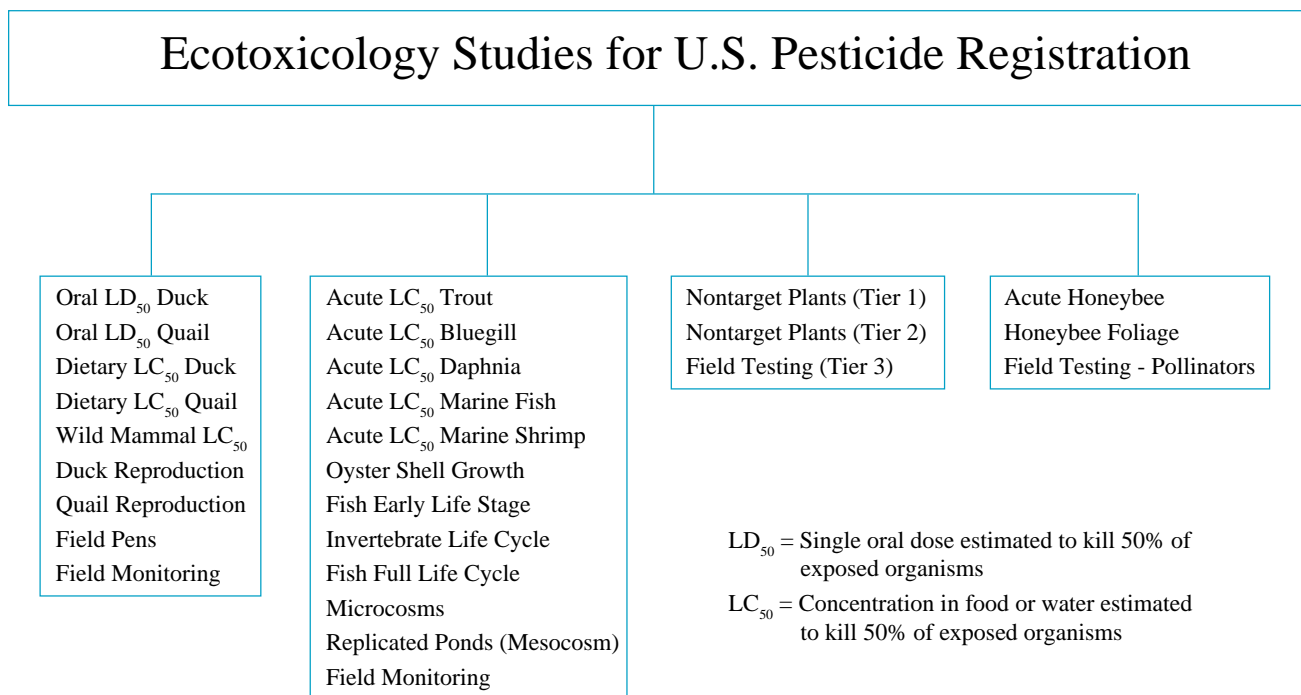 Ecotoxicology Studies for U.S. Pesticide Registration
Oral LD50 Duck
Oral LD50 Quail
Dietary LC50 Duck
Dietary LC50 Quail
Wild Mammal LC50
Duck Reproduction
Quail Reproduction
Field Pens
Field Monitoring
Acute LC50 Trout
Acute LC50 Bluegill
Acute LC50 Daphnia
Acute LC50 Marine Fish
Acute LC50 Marine Shrimp
Oyster Shell Growth
Fish Early Life Stage
Invertebrate Life Cycle
Fish Full Life Cycle
Microcosms
Replicated Ponds (Mesocosm)
Field Monitoring
Nontarget Plants (Tier 1)
Nontarget Plants (Tier 2)
Field Testing (Tier 3)
Acute Honeybee
Honeybee Foliage
Field Testing - Pollinators
LD50 = Single oral dose estimated to kill 50% of
exposed organisms
LC50 = Concentration in food or water estimated
to kill 50% of exposed organisms